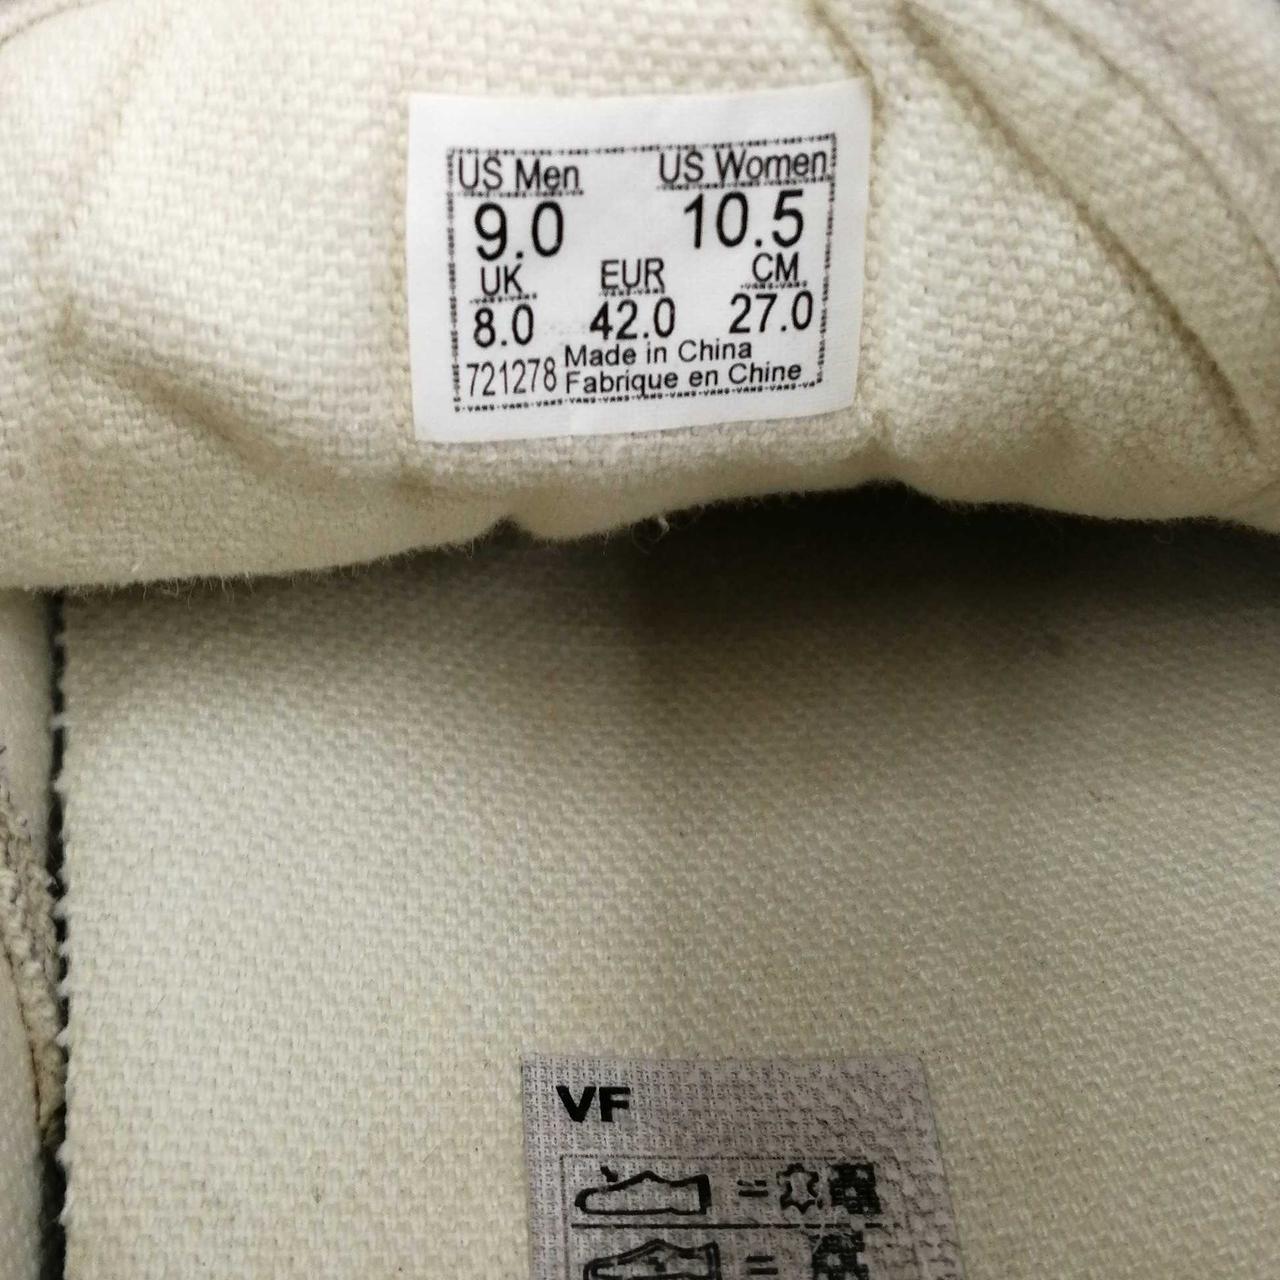 US Men US Women
9.0 10.5
UK EUR CM
8.0 42.0 27.0
Made in China
721278 Fabrique en Chine
VF